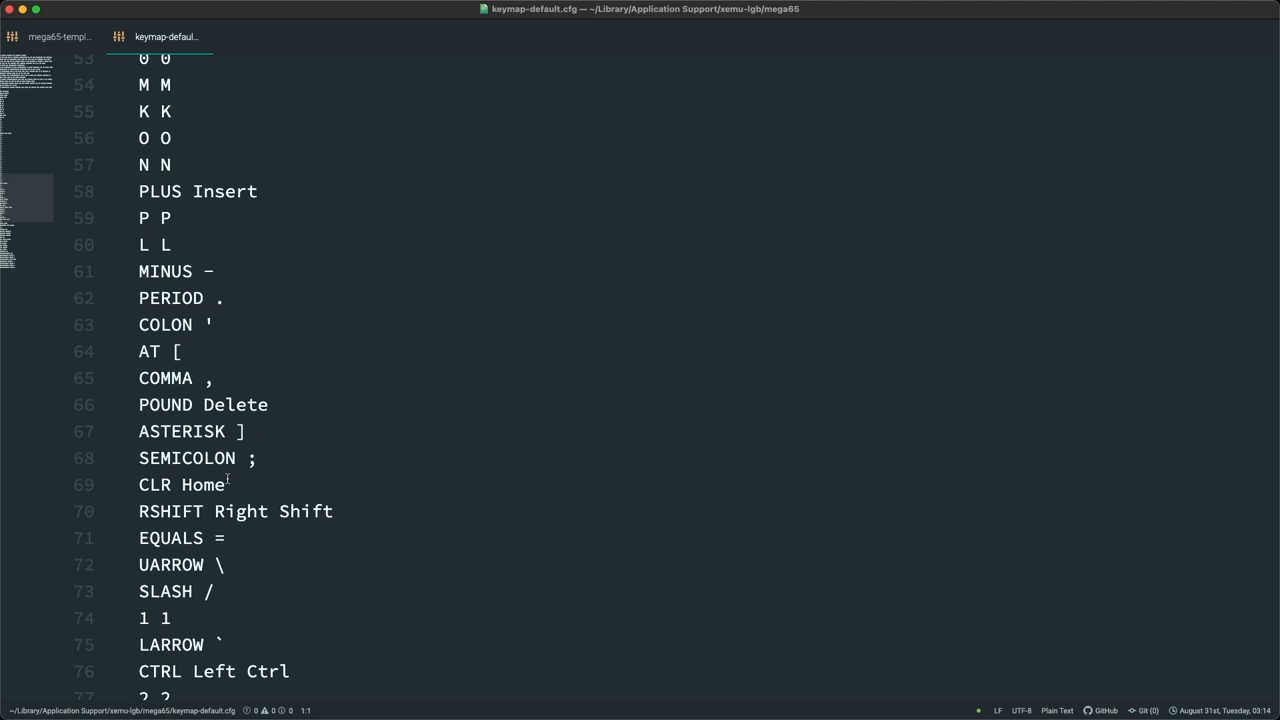 keymap-default.cfg — ~/Library/Application Support/xemu-lgb/mega65
mega65-templ...
keymap-defaul...
53 0 0
54 M M
55 K K
56 O O
57 N N
58 PLUS Insert
59 P P
60 L L
61 MINUS -
62 PERIOD .
63 COLON '
64 AT [
65 COMMA ,
66 POUND Delete
67 ASTERISK ]
68 SEMICOLON ;
69 CLR Home
70 RSHIFT Right Shift
71 EQUALS =
72 UARROW \
73 SLASH /
74 1 1
75 LARROW `
76 CTRL Left Ctrl
77 2 2
~/Library/Application Support/xemu-lgb/mega65/keymap-default.cfg 0 0 0 1:1 LF UTF-8 Plain Text GitHub Git (0) August 31st, Tuesday, 03:14